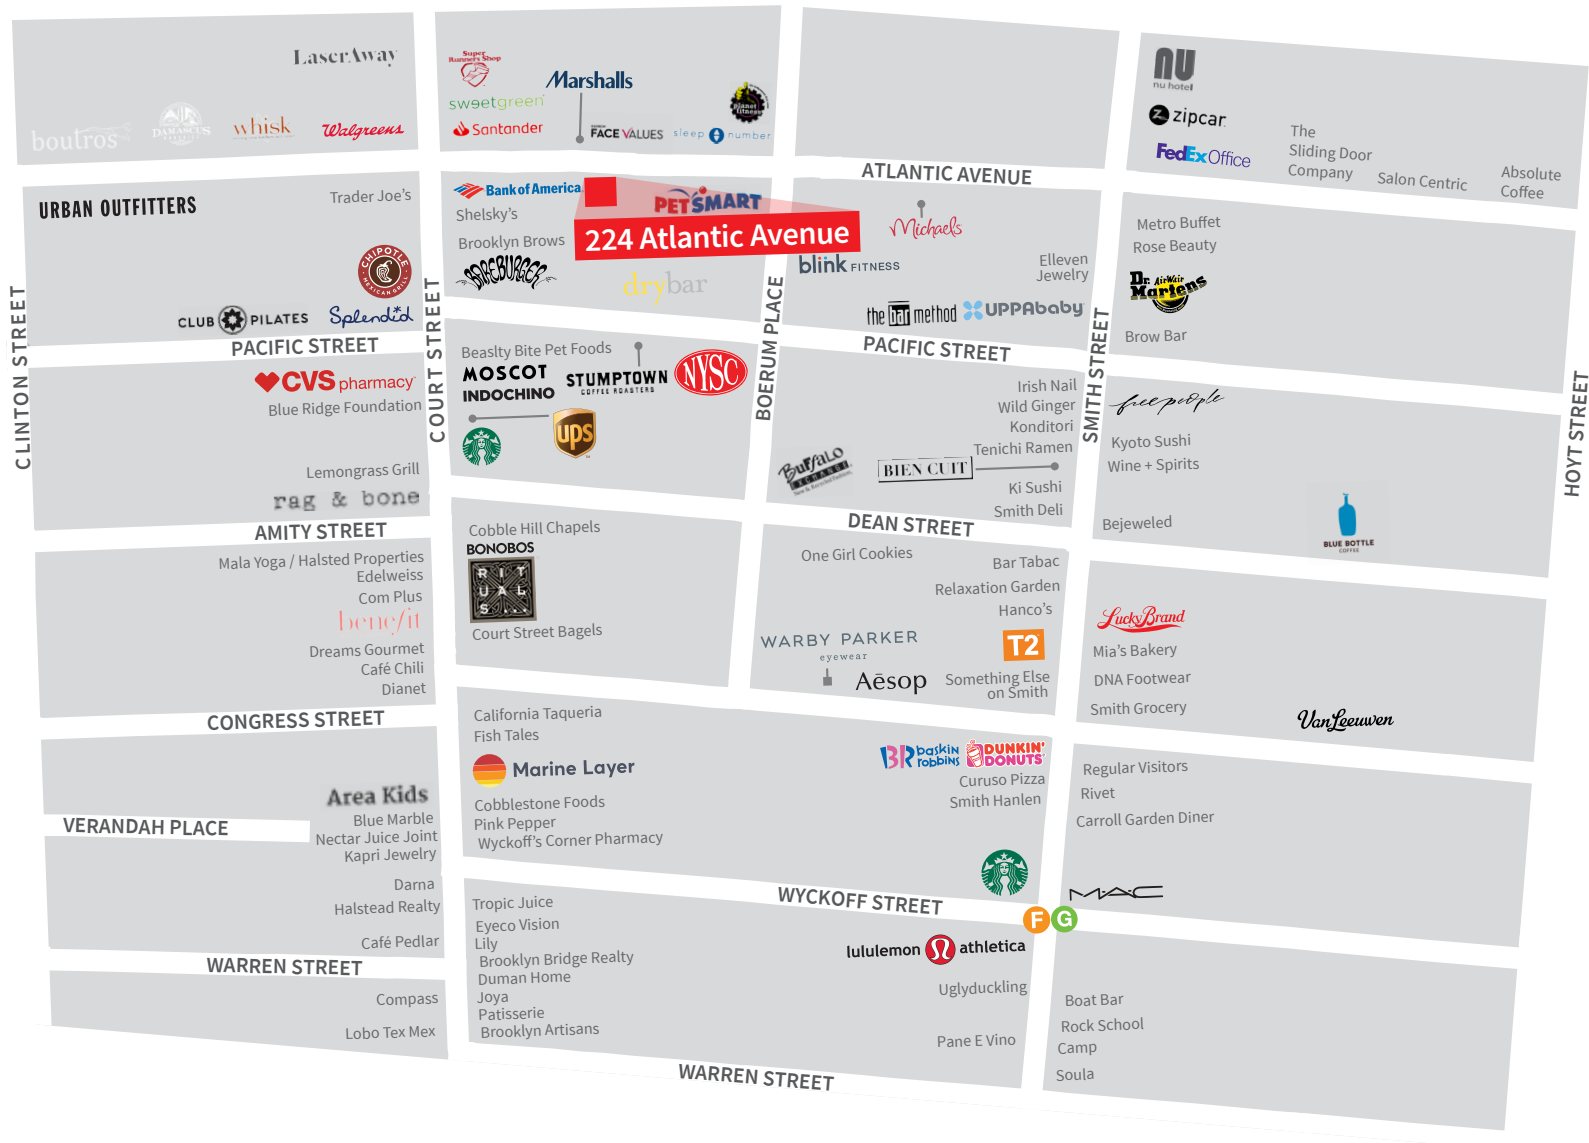 LaserAway
boutros
DAMASCUS
whisk
Walgreens
Super
Runners Shop
Marshalls
sweetgreen
Santander
FACE VALUES
planet
fitness
sleep number
nu
nu hotel
zipcar
FedEx Office
The
Sliding Door
Company
Salon Centric
Absolute
Coffee
ATLANTIC AVENUE
URBAN OUTFITTERS
Trader Joe's
CHIPOTLE
MEXICAN GRILL
CLUB PILATES
Splendid
Bank of America
Shelsky's
Brooklyn Brows
BAREBURGER
PETSMART
224 Atlantic Avenue
drybar
Michaels
blink FITNESS
Elleven
Jewelry
the bar method
UPPAbaby
Metro Buffet
Rose Beauty
Dr. AirWair
Martens
Brow Bar
CLINTON STREET
COURT STREET
BOERUM PLACE
SMITH STREET
HOYT STREET
PACIFIC STREET
PACIFIC STREET
CVS pharmacy
Blue Ridge Foundation
Lemongrass Grill
rag & bone
Beaslty Bite Pet Foods
MOSCOT
INDOCHINO
STUMPTOWN
COFFEE ROASTERS
NYSC
ups
Irish Nail
Wild Ginger
Konditori
Tenichi Ramen
BUFFALO
EXCHANGE
BIEN CUIT
Ki Sushi
Smith Deli
free people
Kyoto Sushi
Wine + Spirits
Bejeweled
BLUE BOTTLE
COFFEE
AMITY STREET
DEAN STREET
Mala Yoga / Halsted Properties
Edelweiss
Com Plus
benefit
Dreams Gourmet
Café Chili
Dianet
Cobble Hill Chapels
BONOBOS
RIT
UAL
S...
Court Street Bagels
One Girl Cookies
Bar Tabac
Relaxation Garden
Hanco's
WARBY PARKER
eyewear
T2
Aēsop
Something Else
on Smith
Lucky Brand
Mia's Bakery
DNA Footwear
Smith Grocery
Van Leeuwen
CONGRESS STREET
Area Kids
VERANDAH PLACE
Blue Marble
Nectar Juice Joint
Kapri Jewelry
Darna
Halstead Realty
Café Pedlar
California Taqueria
Fish Tales
Marine Layer
Cobblestone Foods
Pink Pepper
Wyckoff's Corner Pharmacy
BR baskin
robbins
DUNKIN'
DONUTS
Curuso Pizza
Smith Hanlen
Regular Visitors
Rivet
Carroll Garden Diner
MAC
WYCKOFF STREET
F G
WARREN STREET
Compass
Lobo Tex Mex
Tropic Juice
Eyeco Vision
Lily
Brooklyn Bridge Realty
Duman Home
Joya
Patisserie
Brooklyn Artisans
lululemon athletica
Uglyduckling
Pane E Vino
Boat Bar
Rock School
Camp
Soula
WARREN STREET